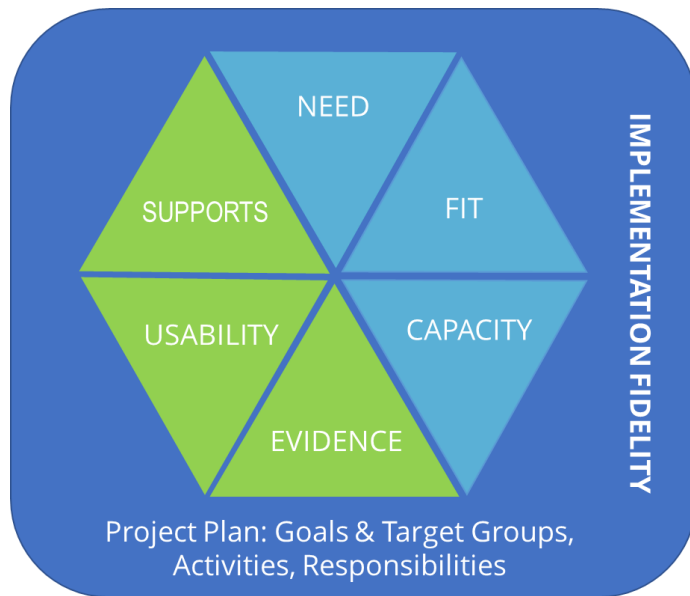 NEED
SUPPORTS
FIT
USABILITY
CAPACITY
EVIDENCE
IMPLEMENTATION FIDELITY
Project Plan: Goals & Target Groups,
Activities, Responsibilities